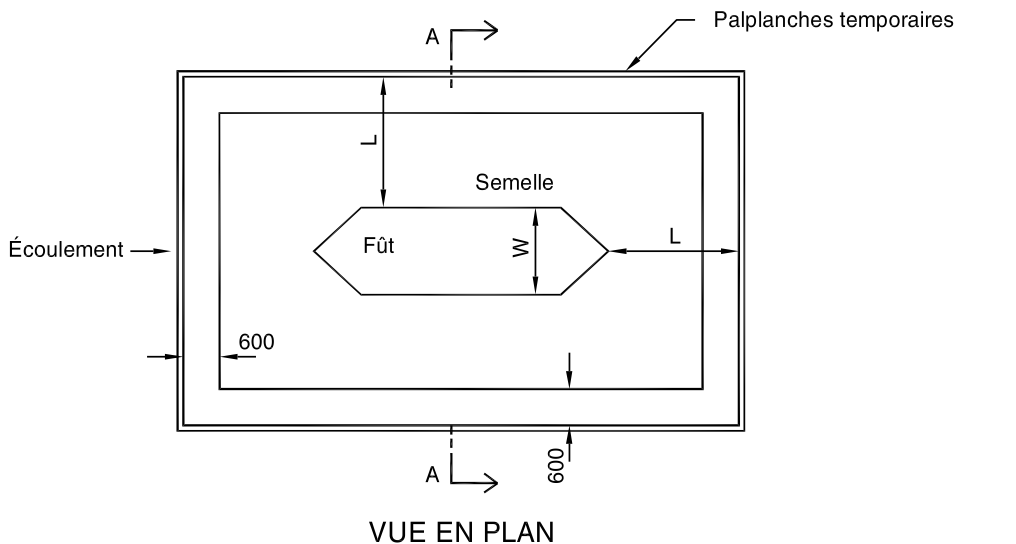 Palplanches temporaires
A
L
Semelle
Écoulement
Fût
W
L
600
600
A
VUE EN PLAN